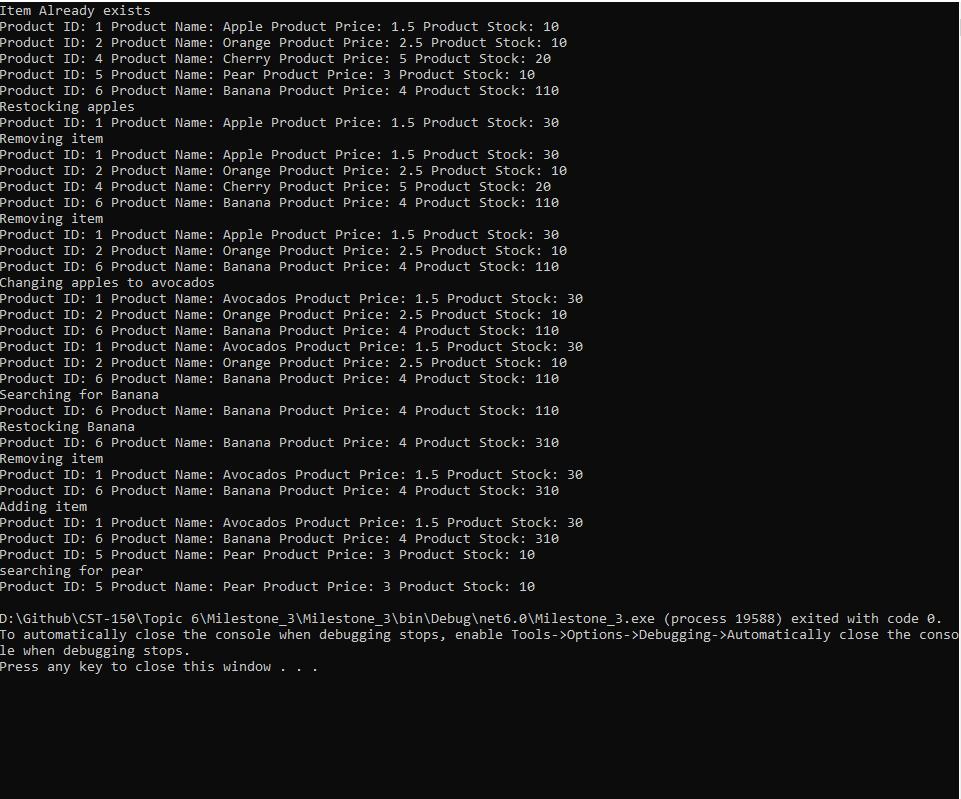 Item Already exists
Product ID: 1 Product Name: Apple Product Price: 1.5 Product Stock: 10
Product ID: 2 Product Name: Orange Product Price: 2.5 Product Stock: 10
Product ID: 4 Product Name: Cherry Product Price: 5 Product Stock: 20
Product ID: 5 Product Name: Pear Product Price: 3 Product Stock: 10
Product ID: 6 Product Name: Banana Product Price: 4 Product Stock: 110
Restocking apples
Product ID: 1 Product Name: Apple Product Price: 1.5 Product Stock: 30
Removing item
Product ID: 1 Product Name: Apple Product Price: 1.5 Product Stock: 30
Product ID: 2 Product Name: Orange Product Price: 2.5 Product Stock: 10
Product ID: 4 Product Name: Cherry Product Price: 5 Product Stock: 20
Product ID: 6 Product Name: Banana Product Price: 4 Product Stock: 110
Removing item
Product ID: 1 Product Name: Apple Product Price: 1.5 Product Stock: 30
Product ID: 2 Product Name: Orange Product Price: 2.5 Product Stock: 10
Product ID: 6 Product Name: Banana Product Price: 4 Product Stock: 110
Changing apples to avocados
Product ID: 1 Product Name: Avocados Product Price: 1.5 Product Stock: 30
Product ID: 2 Product Name: Orange Product Price: 2.5 Product Stock: 10
Product ID: 6 Product Name: Banana Product Price: 4 Product Stock: 110
Product ID: 1 Product Name: Avocados Product Price: 1.5 Product Stock: 30
Product ID: 2 Product Name: Orange Product Price: 2.5 Product Stock: 10
Product ID: 6 Product Name: Banana Product Price: 4 Product Stock: 110
Searching for Banana
Product ID: 6 Product Name: Banana Product Price: 4 Product Stock: 110
Restocking Banana
Product ID: 6 Product Name: Banana Product Price: 4 Product Stock: 310
Removing item
Product ID: 1 Product Name: Avocados Product Price: 1.5 Product Stock: 30
Product ID: 6 Product Name: Banana Product Price: 4 Product Stock: 310
Adding item
Product ID: 1 Product Name: Avocados Product Price: 1.5 Product Stock: 30
Product ID: 6 Product Name: Banana Product Price: 4 Product Stock: 310
Product ID: 5 Product Name: Pear Product Price: 3 Product Stock: 10
searching for pear
Product ID: 5 Product Name: Pear Product Price: 3 Product Stock: 10
D:\Github\CST-150\Topic 6\Milestone_3\Milestone_3\bin\Debug\net6.0\Milestone_3.exe (process 19588) exited with code 0.
To automatically close the console when debugging stops, enable Tools->Options->Debugging->Automatically close the conso
le when debugging stops.
Press any key to close this window . . .